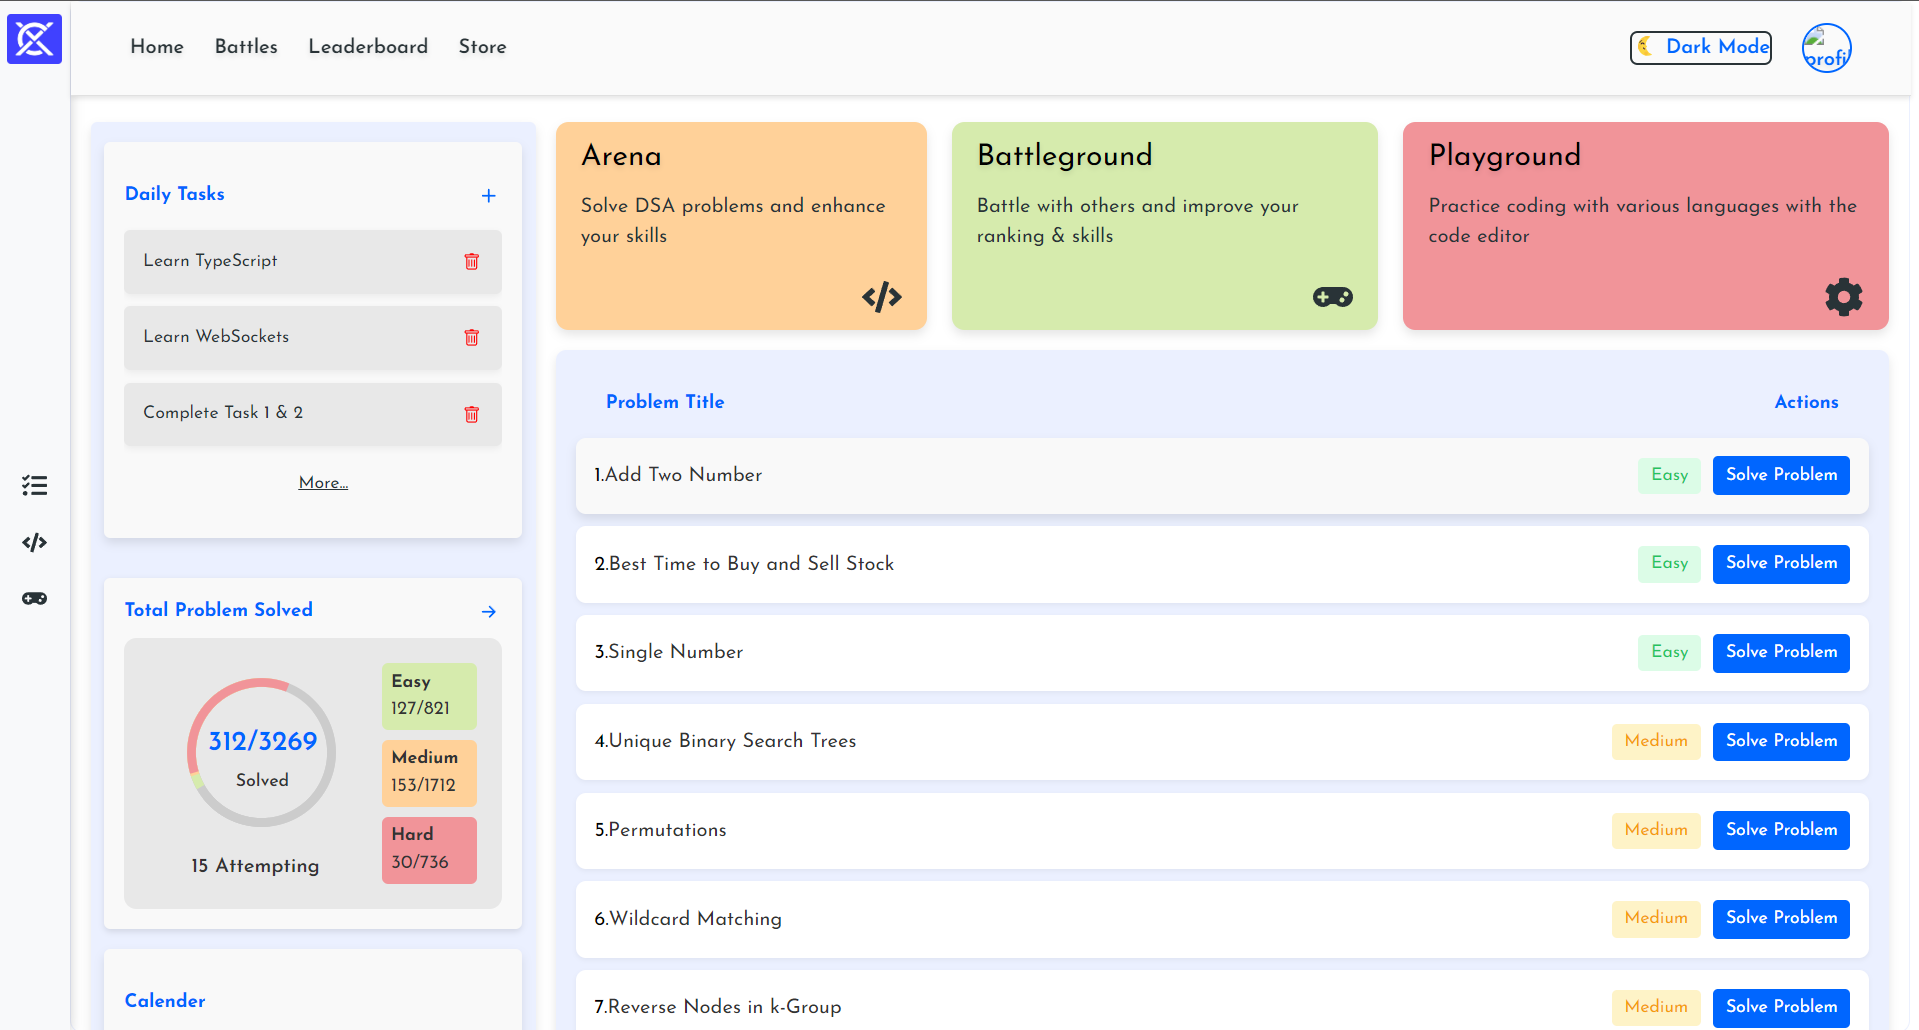 Home
Battles
Leaderboard
Store
Dark Mode
profi
Daily Tasks
Learn TypeScript
Learn WebSockets
Complete Task 1 & 2
More...
Total Problem Solved
312/3269
Solved
15 Attempting
Easy
127/821
Medium
153/1712
Hard
30/736
Calender
Arena
Solve DSA problems and enhance
your skills
Battleground
Battle with others and improve your
ranking & skills
Playground
Practice coding with various languages with the
code editor
Problem Title
Actions
1.Add Two Number
Easy
Solve Problem
2.Best Time to Buy and Sell Stock
Easy
Solve Problem
3.Single Number
Easy
Solve Problem
4.Unique Binary Search Trees
Medium
Solve Problem
5.Permutations
Medium
Solve Problem
6.Wildcard Matching
Medium
Solve Problem
7.Reverse Nodes in k-Group
Medium
Solve Problem